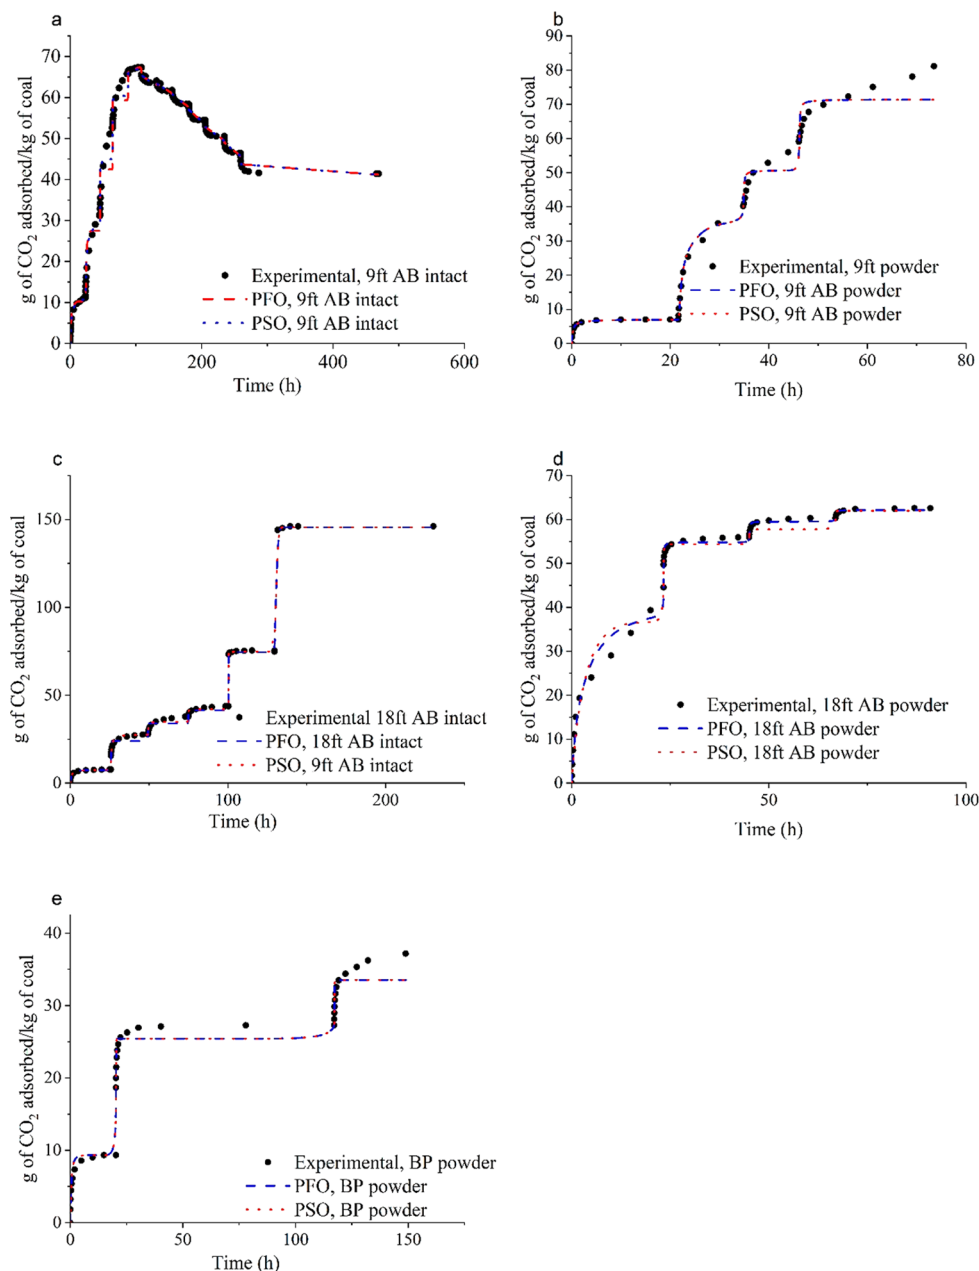 a
g of CO2 adsorbed/kg of coal
70
60
50
40
30
20
10
0
0 200 400 600
Time (h)
Experimental, 9ft AB intact
PFO, 9ft AB intact
PSO, 9ft AB intact
b
g of CO2 adsorbed/kg of coal
90
80
70
60
50
40
30
20
10
0
0 20 40 60 80
Time (h)
Experimental, 9ft powder
PFO, 9ft AB powder
PSO, 9ft AB powder
c
g of CO2 adsorbed/kg of coal
150
100
50
0
0 100 200
Time (h)
Experimental 18ft AB intact
PFO, 18ft AB intact
PSO, 9ft AB intact
d
g of CO2 adsorbed/kg of coal
70
60
50
40
30
20
10
0
0 50 100
Time (h)
Experimental, 18ft AB powder
PFO, 18ft AB powder
PSO, 18ft AB powder
e
g of CO2 adsorbed/kg of coal
40
30
20
10
0
0 50 100 150
Time (h)
Experimental, BP powder
PFO, BP powder
PSO, BP powder